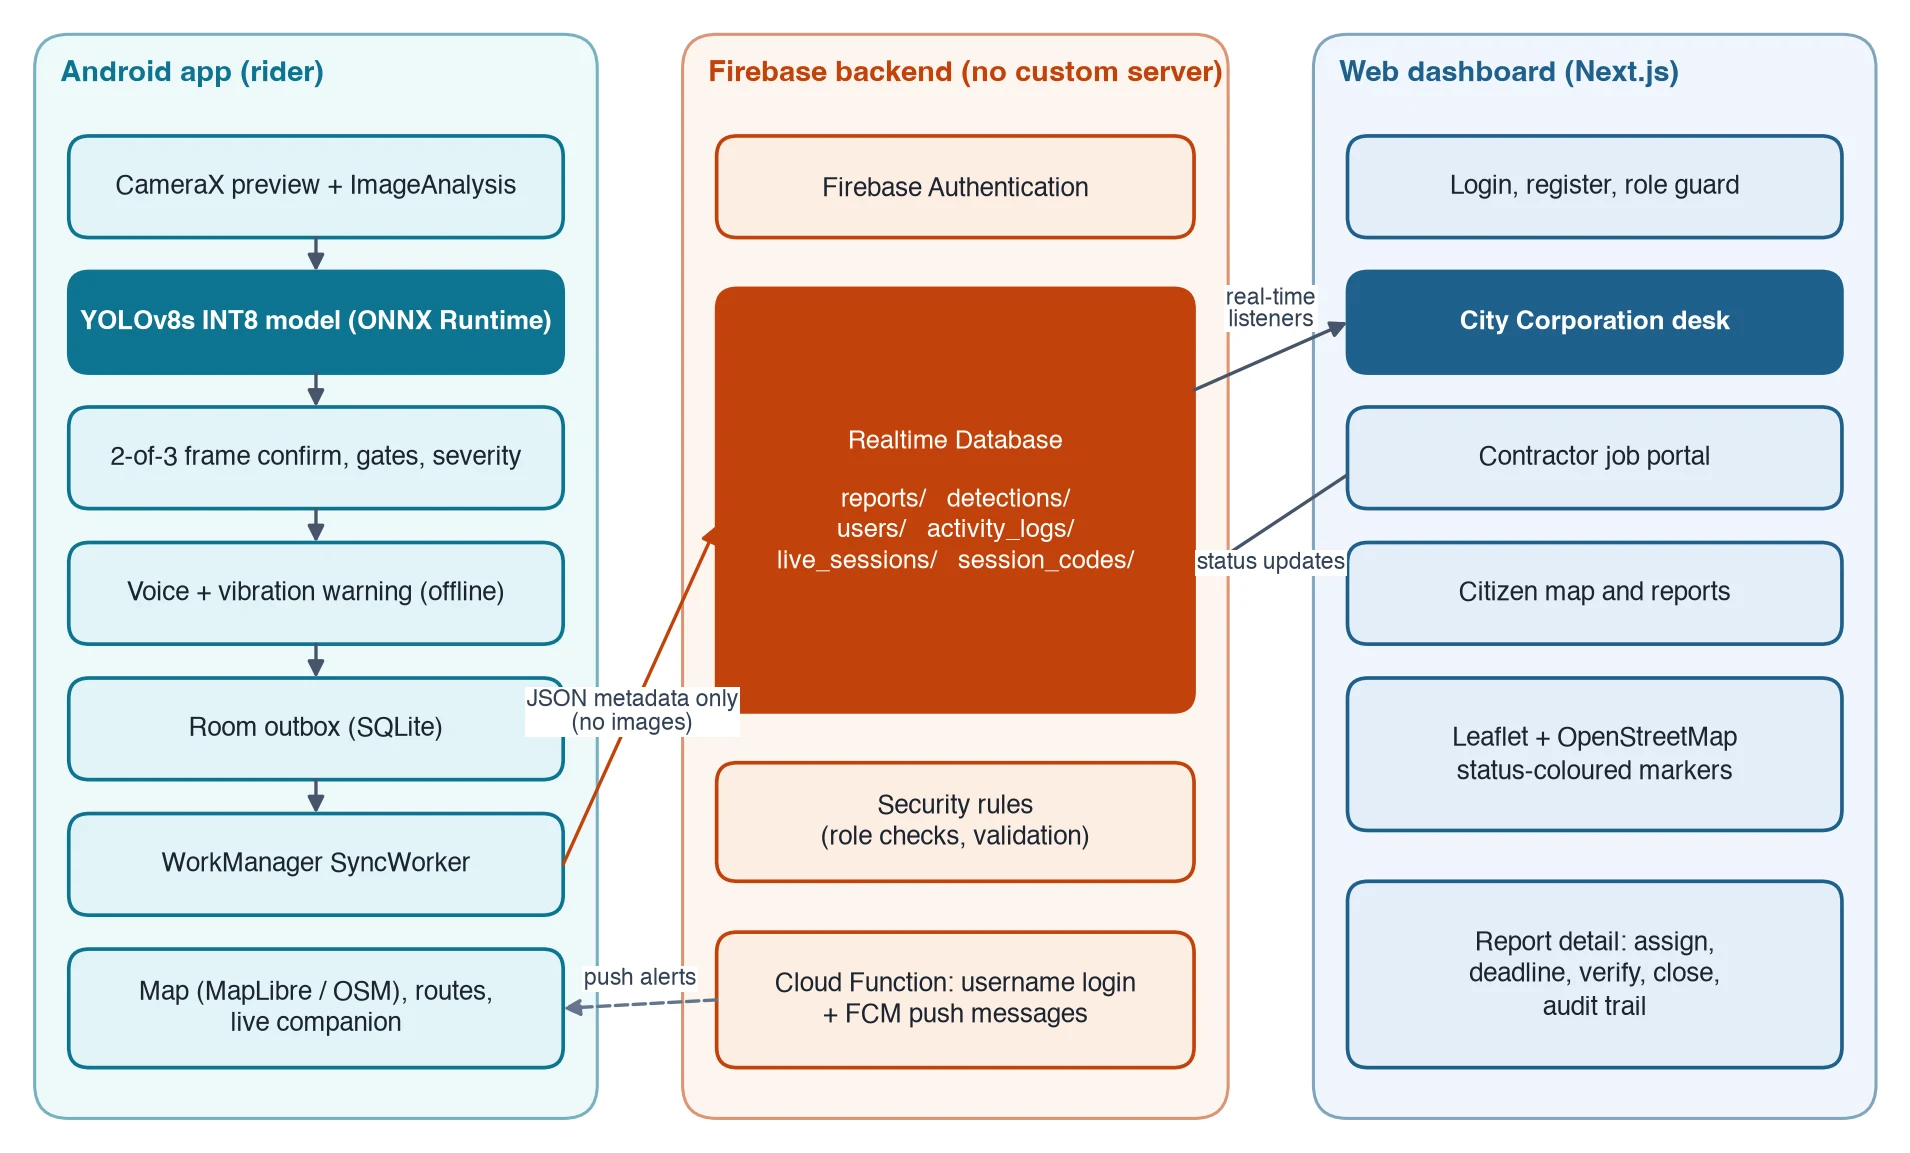 Android app (rider)
CameraX preview + ImageAnalysis
YOLOv8s INT8 model (ONNX Runtime)
2-of-3 frame confirm, gates, severity
Voice + vibration warning (offline)
Room outbox (SQLite)
WorkManager SyncWorker
Map (MapLibre / OSM), routes,
live companion
JSON metadata only
(no images)
push alerts
Firebase backend (no custom server)
Firebase Authentication
Realtime Database
reports/ detections/
users/ activity_logs/
live_sessions/ session_codes/
Security rules
(role checks, validation)
Cloud Function: username login
+ FCM push messages
real-time
listeners
status updates
Web dashboard (Next.js)
Login, register, role guard
City Corporation desk
Contractor job portal
Citizen map and reports
Leaflet + OpenStreetMap
status-coloured markers
Report detail: assign,
deadline, verify, close,
audit trail